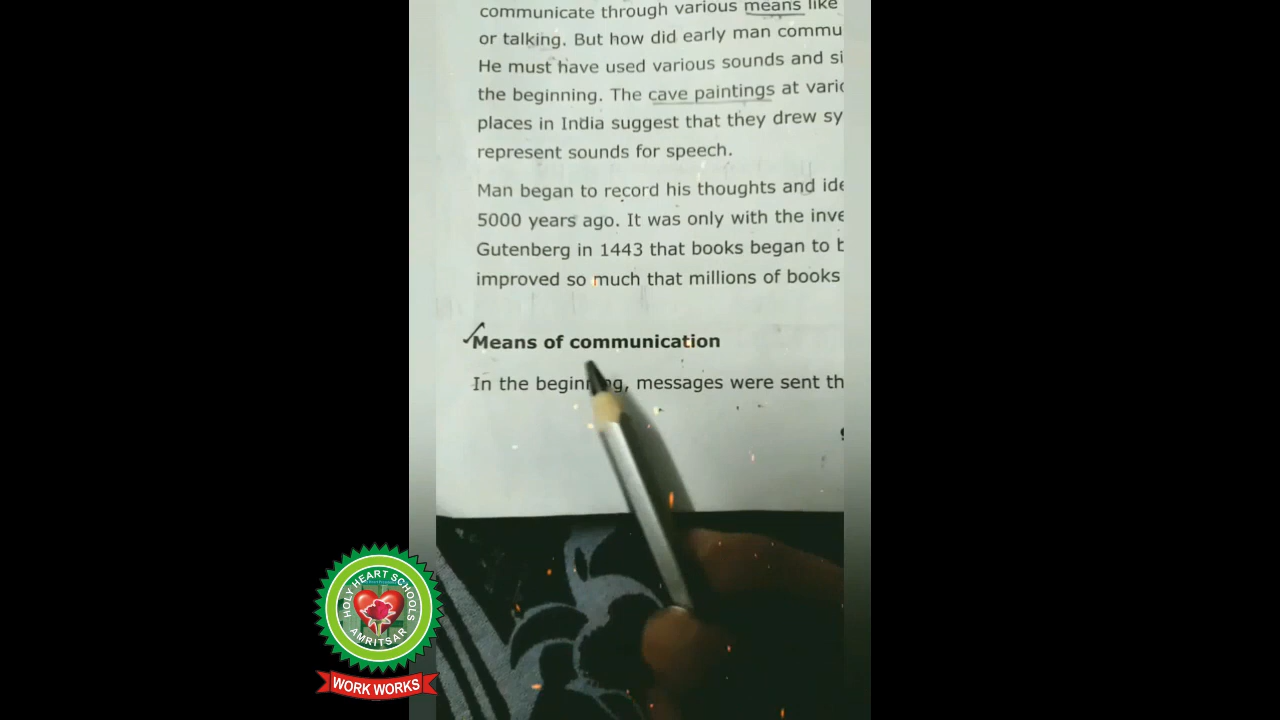 communicate through various means like
or talking. But how did early man commu
He must have used various sounds and si
the beginning. The cave paintings at vari
places in India suggest that they drew sy
represent sounds for speech.
Man began to record his thoughts and ide
5000 years ago. It was only with the inve
Gutenberg in 1443 that books began to b
improved so much that millions of books
Means of communication
In the beginning, messages were sent th
HOLY HEART SCHOOLS
AMRITSAR
WORK WORKS